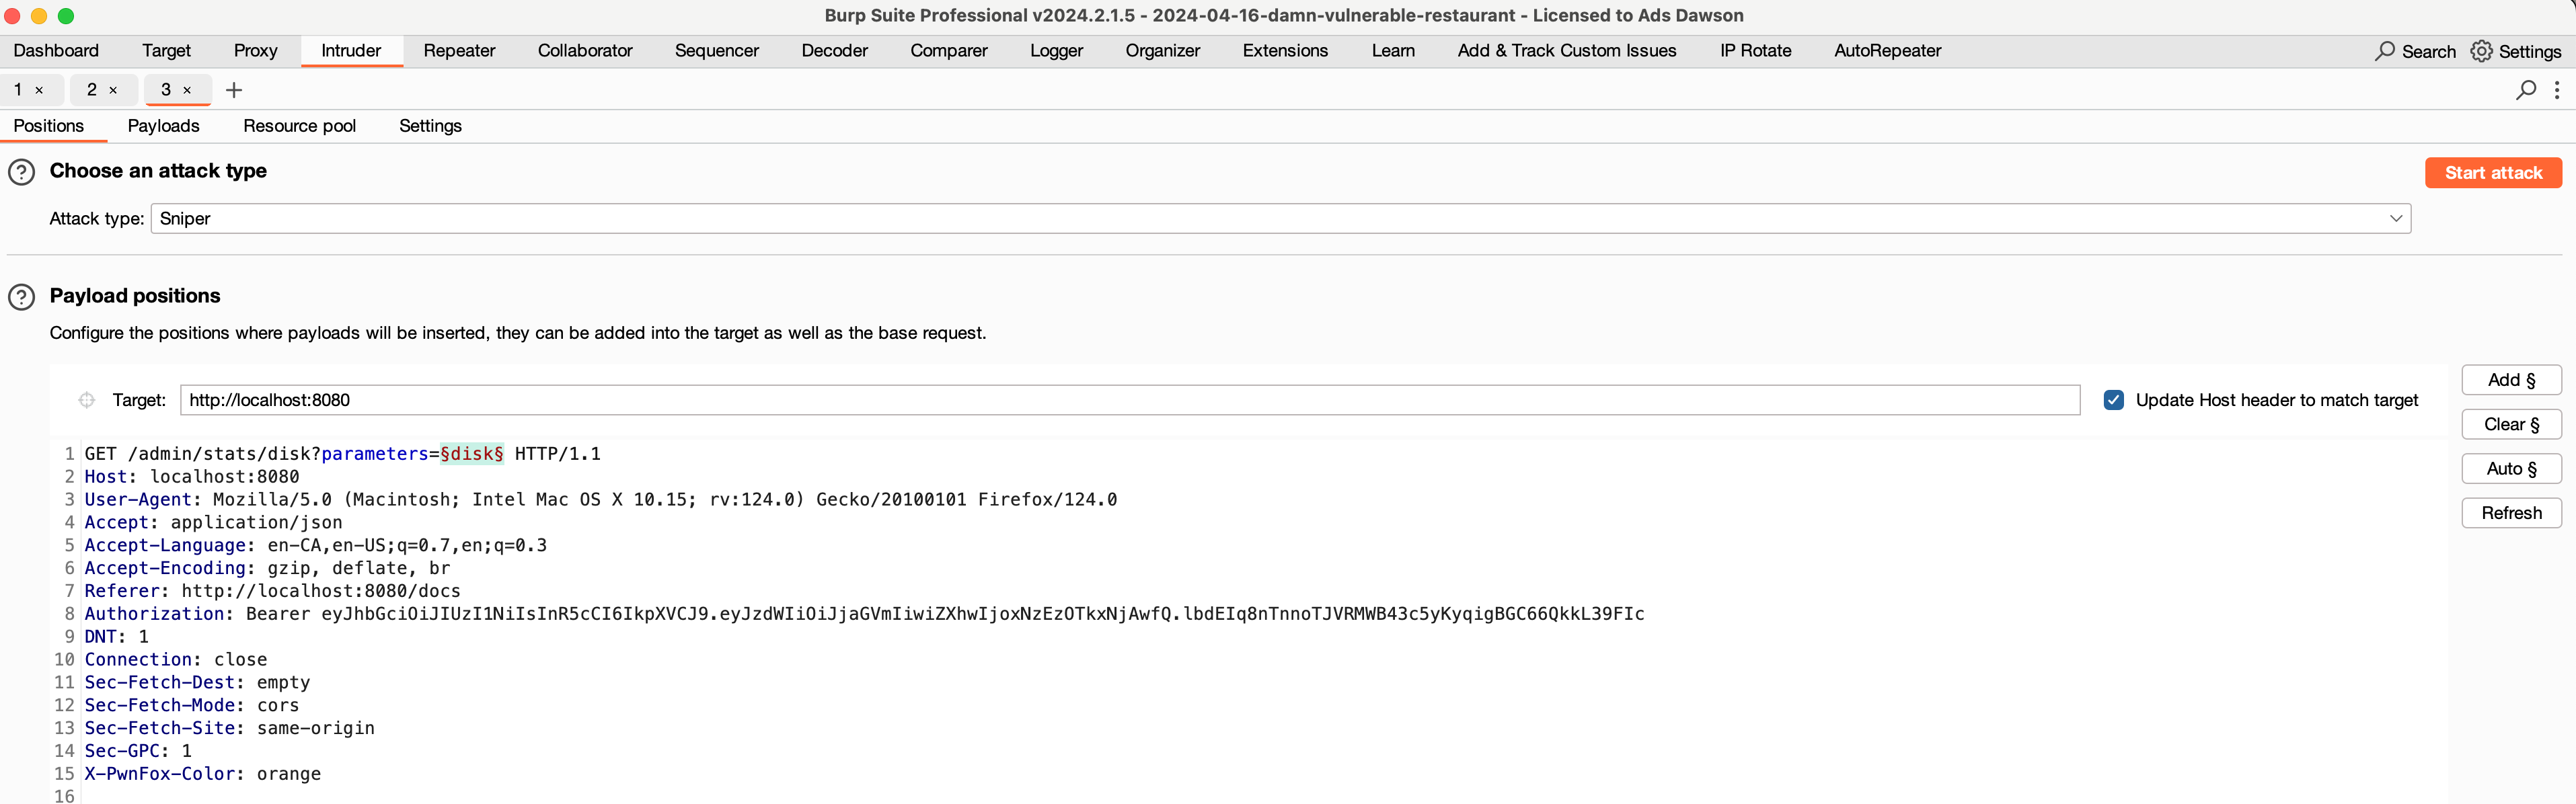 Burp Suite Professional v2024.2.1.5 - 2024-04-16-damn-vulnerable-restaurant - Licensed to Ads Dawson
Dashboard Target Proxy Intruder Repeater Collaborator Sequencer Decoder Comparer Logger Organizer Extensions Learn Add & Track Custom Issues IP Rotate AutoRepeater Search Settings
1 × 2 × 3 × +
Positions Payloads Resource pool Settings
? Choose an attack type Start attack
Attack type: Sniper
? Payload positions
Configure the positions where payloads will be inserted, they can be added into the target as well as the base request.
Add §
Target: http://localhost:8080 Update Host header to match target
Clear §
1 GET /admin/stats/disk?parameters=§disk§ HTTP/1.1
Auto §
2 Host: localhost:8080
3 User-Agent: Mozilla/5.0 (Macintosh; Intel Mac OS X 10.15; rv:124.0) Gecko/20100101 Firefox/124.0
Refresh
4 Accept: application/json
5 Accept-Language: en-CA,en-US;q=0.7,en;q=0.3
6 Accept-Encoding: gzip, deflate, br
7 Referer: http://localhost:8080/docs
8 Authorization: Bearer eyJhbGciOiJIUzI1NiIsInR5cCI6IkpXVCJ9.eyJzdWIiOiJjaGVmIiwiZXhwIjoxNzEzOTkxNjAwfQ.lbdEIq8nTnnoTJVRMWB43c5yKyqigBGC66QkkL39FIc
9 DNT: 1
10 Connection: close
11 Sec-Fetch-Dest: empty
12 Sec-Fetch-Mode: cors
13 Sec-Fetch-Site: same-origin
14 Sec-GPC: 1
15 X-PwnFox-Color: orange
16